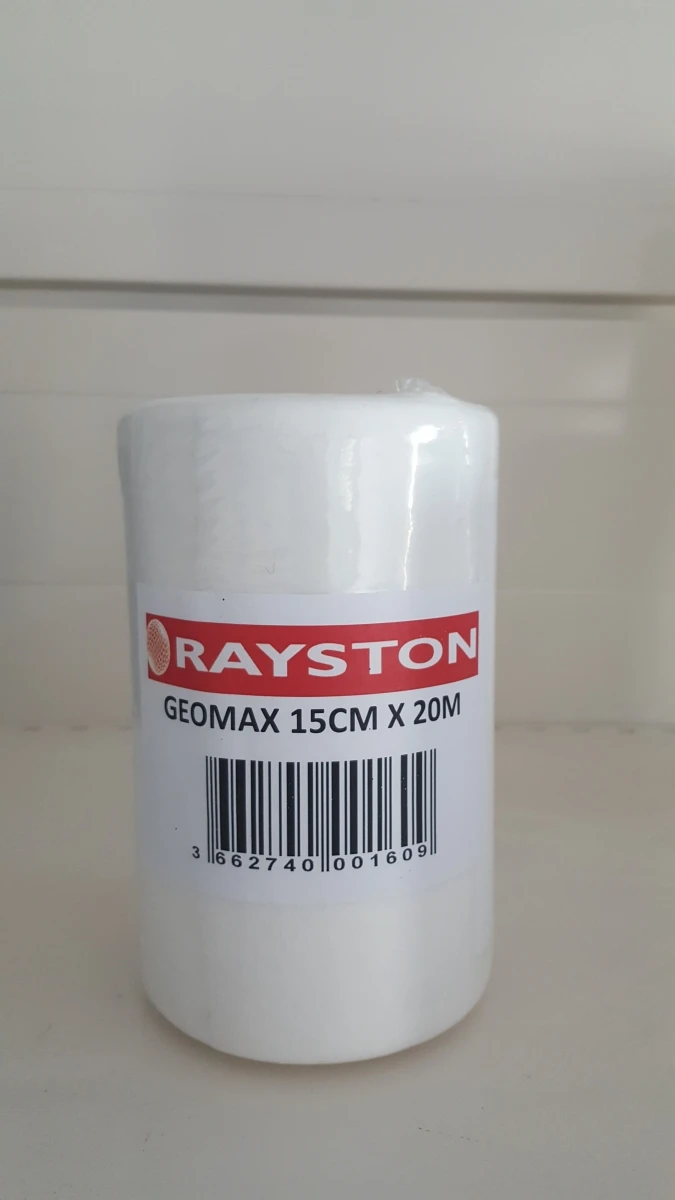 RAYSTON
GEOMAX 15CM X 20M
3 662740 001609